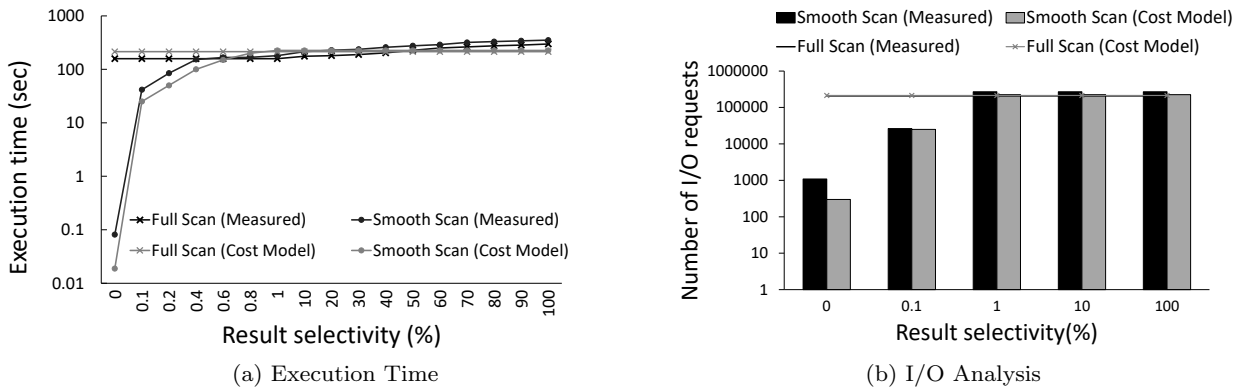 Execution time (sec)
1000
100
10
1
0.1
0.01
Full Scan (Measured)
Smooth Scan (Measured)
Full Scan (Cost Model)
Smooth Scan (Cost Model)
0 0.1 0.2 0.4 0.6 0.8 1 10 20 30 40 50 60 70 80 90 100
Result selectivity (%)
(a) Execution Time
Smooth Scan (Measured)
Smooth Scan (Cost Model)
Full Scan (Measured)
Full Scan (Cost Model)
Number of I/O requests
1000000
100000
10000
1000
100
10
1
0 0.1 1 10 100
Result selectivity(%)
(b) I/O Analysis